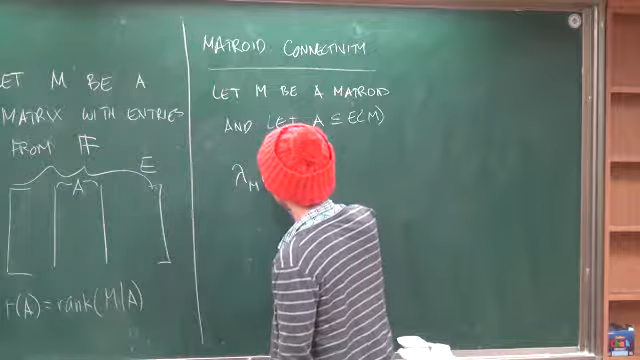 LET M BE A
MATRIX WITH ENTRIES
FROM 𝔽
E
A
r(A) = rank(M|A)
MATROID CONNECTIVITY
LET M BE A MATROID
AND LET A ⊆ E(M)
λ_M